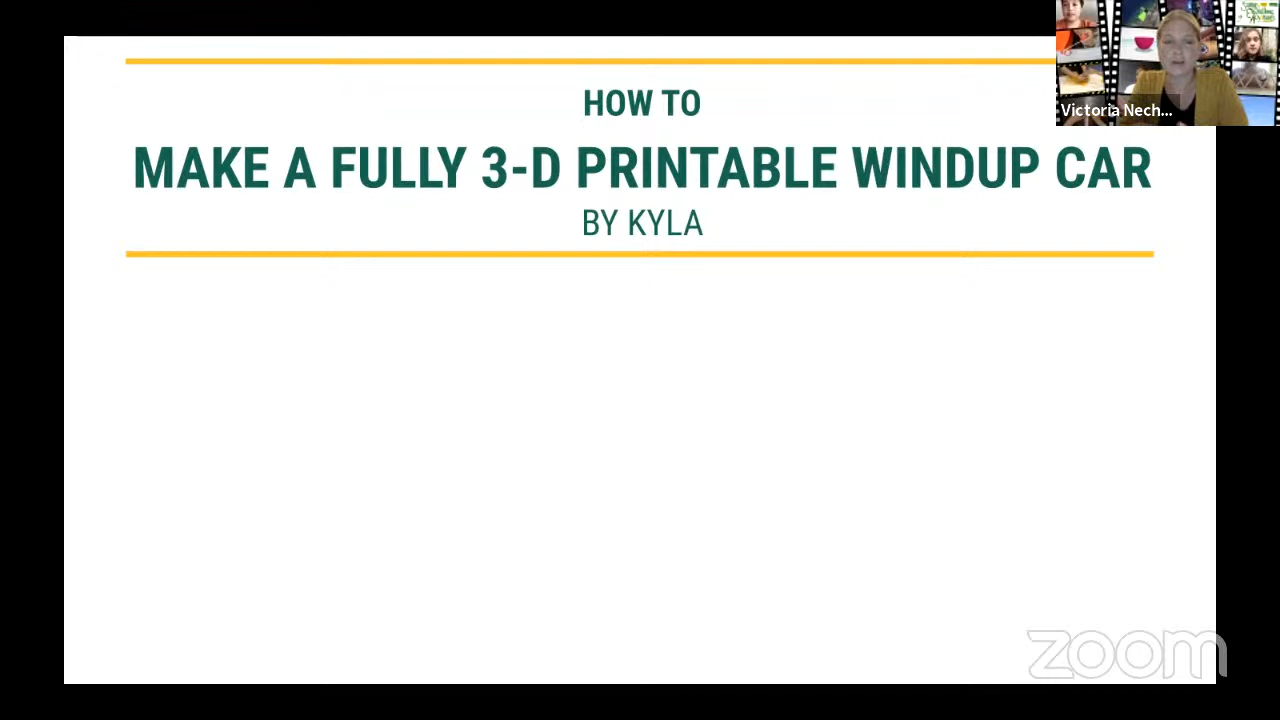 HOW TO
MAKE A FULLY 3-D PRINTABLE WINDUP CAR
BY KYLA
Victoria Nech...
zoom